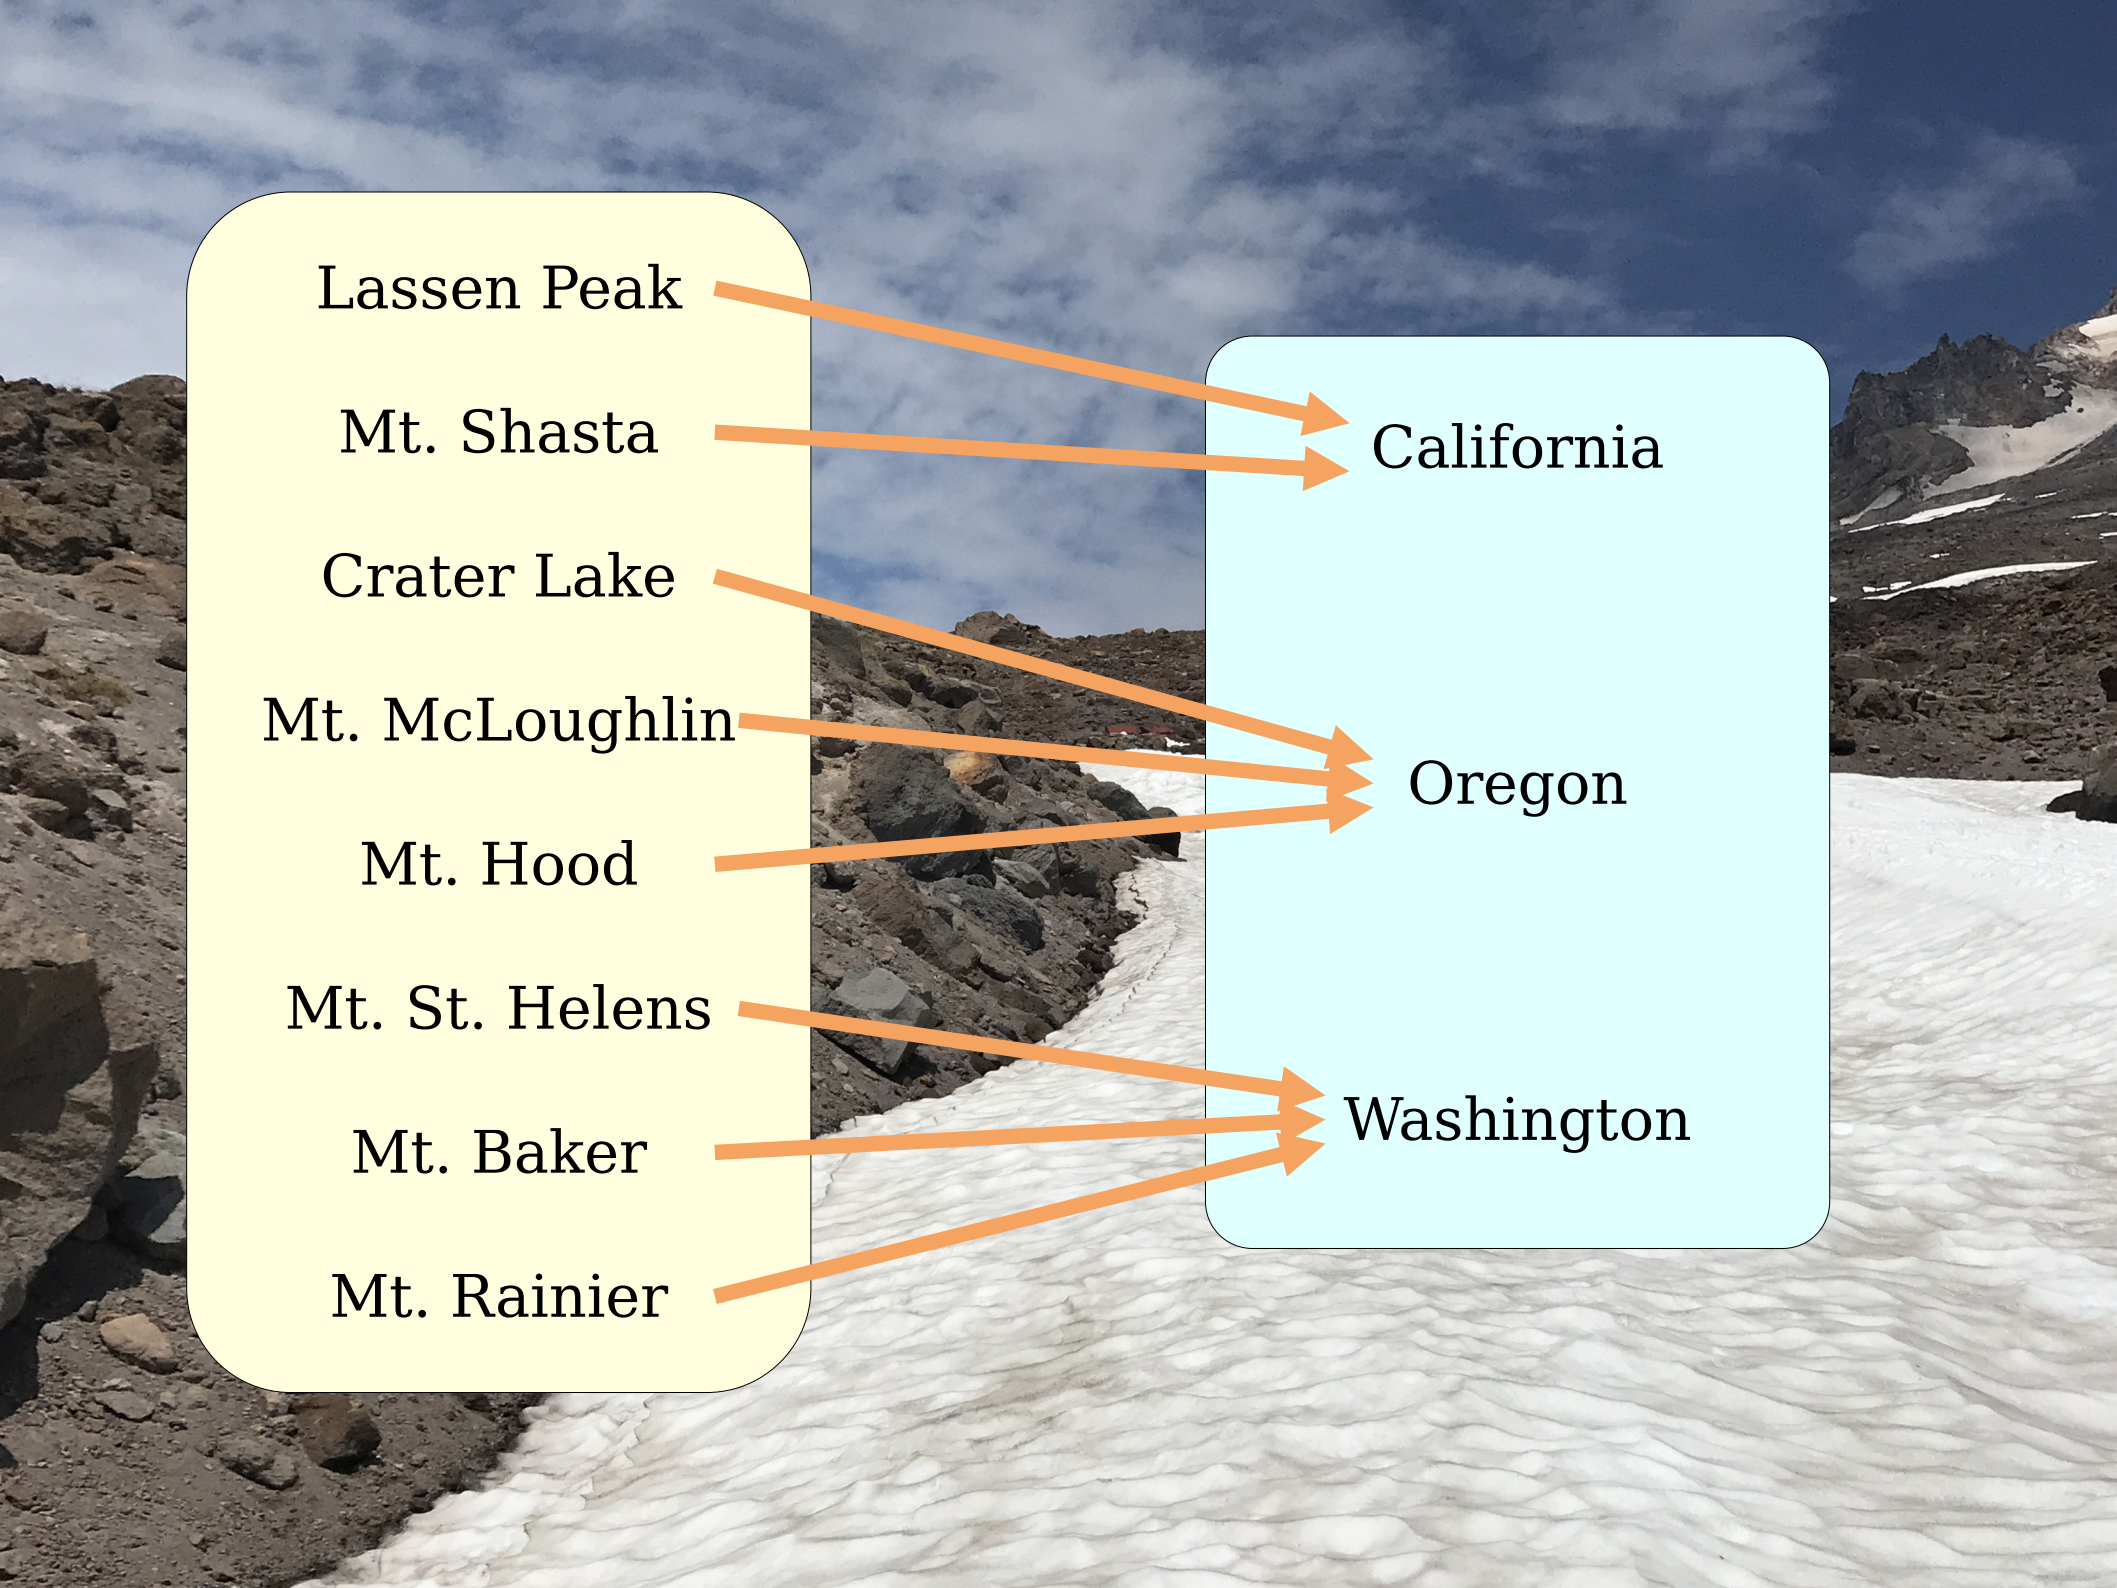 Lassen Peak
Mt. Shasta
Crater Lake
Mt. McLoughlin
Mt. Hood
Mt. St. Helens
Mt. Baker
Mt. Rainier
California
Oregon
Washington